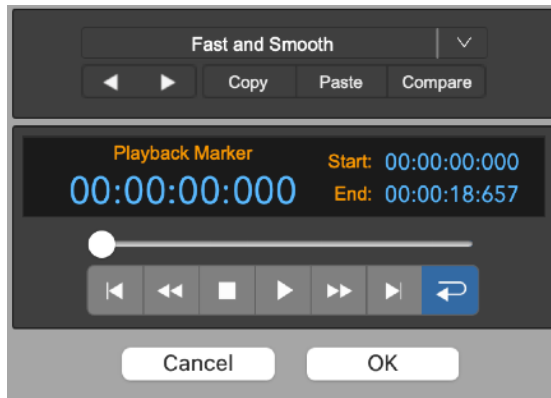 Fast and Smooth
Copy Paste Compare
Playback Marker
00:00:00:000
Start: 00:00:00:000
End: 00:00:18:657
Cancel OK